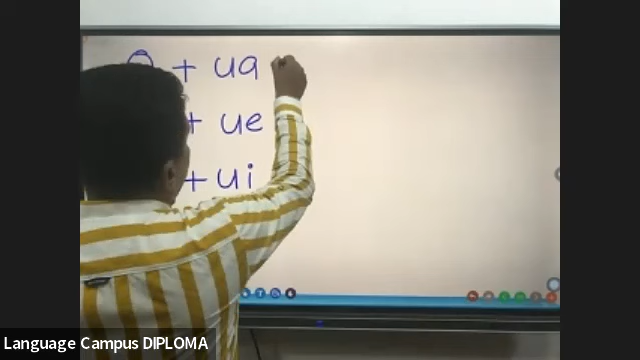 + ua
+ ue
+ ui
Language Campus DIPLOMA